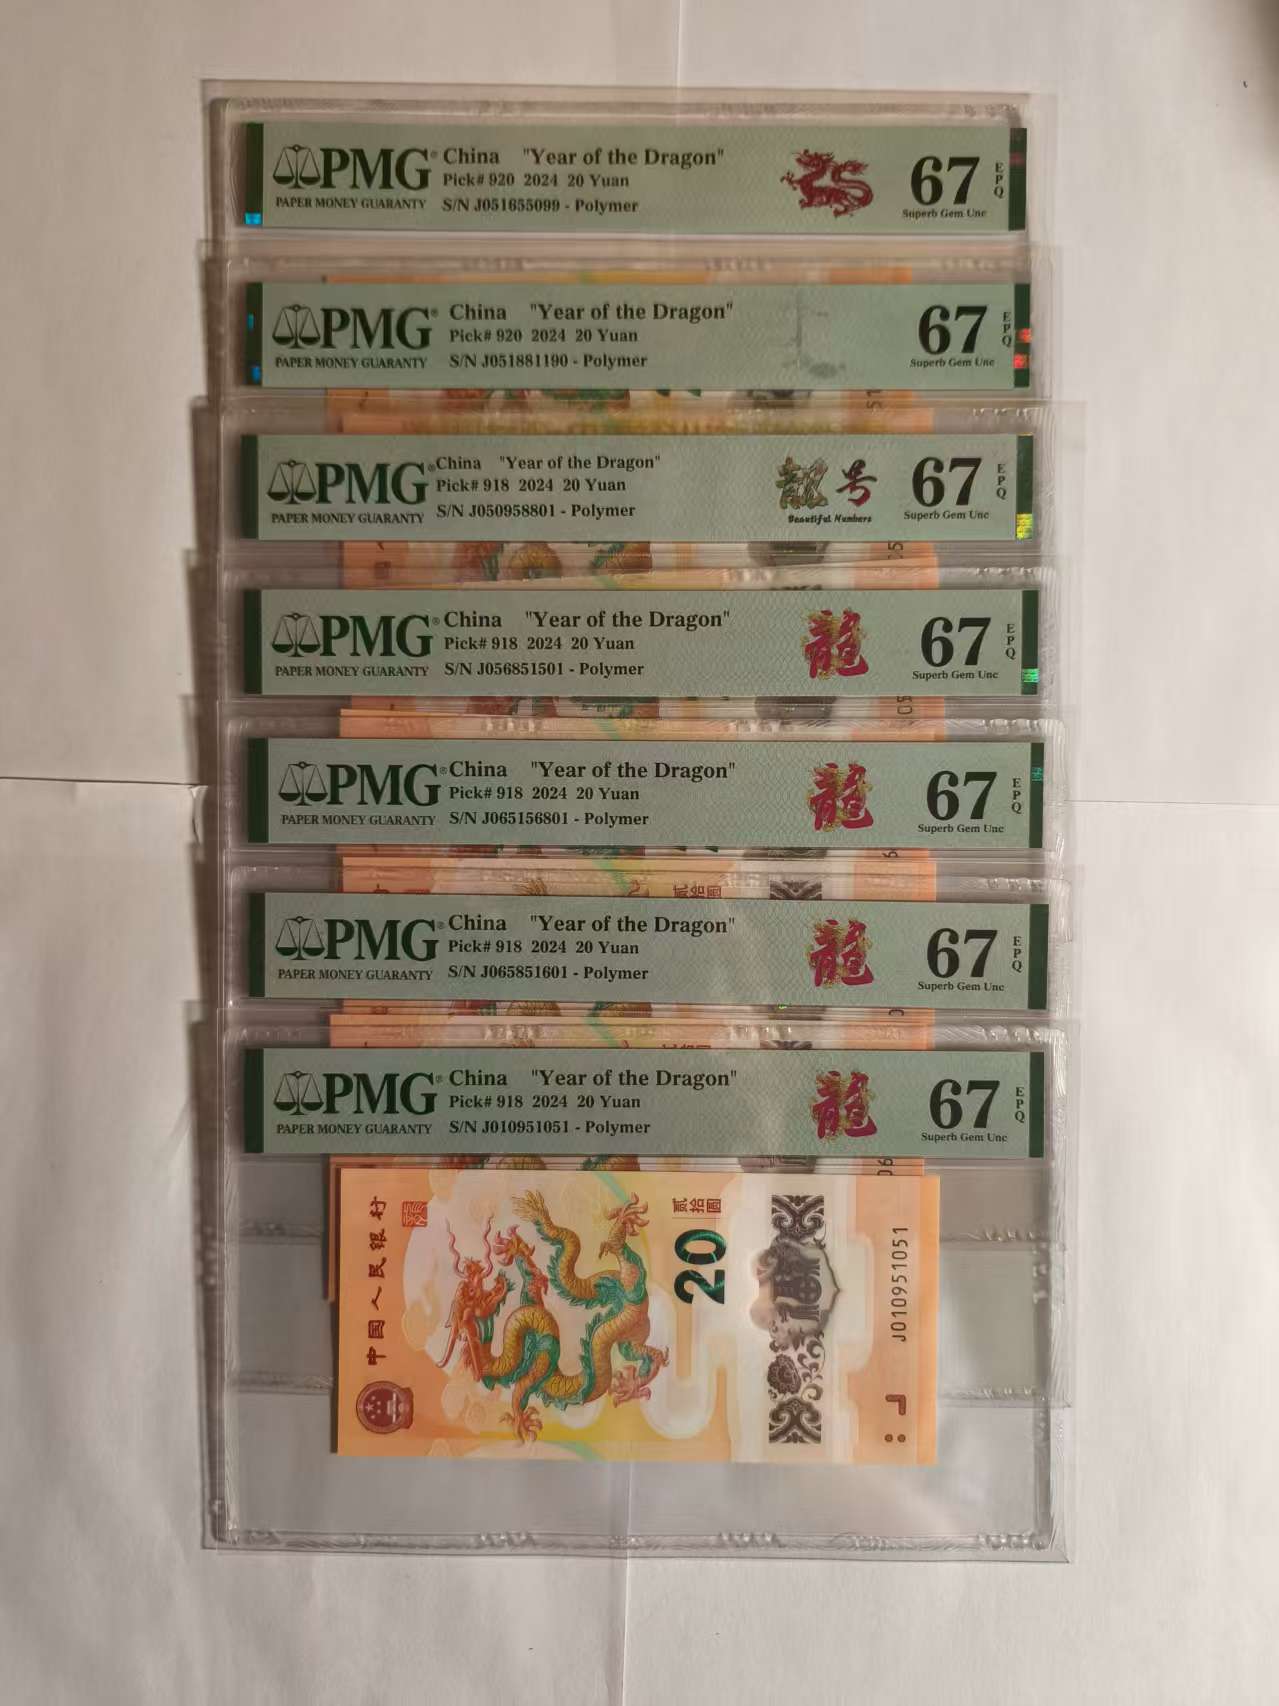 PMG® China "Year of the Dragon"
Pick# 920 2024 20 Yuan
PAPER MONEY GUARANTY S/N J051655099 - Polymer
67 EPQ
Superb Gem Unc
PMG® China "Year of the Dragon"
Pick# 920 2024 20 Yuan
PAPER MONEY GUARANTY S/N J051881190 - Polymer
67 EPQ
Superb Gem Unc
PMG® China "Year of the Dragon"
Pick# 918 2024 20 Yuan
PAPER MONEY GUARANTY S/N J050958801 - Polymer
靓号
Beautiful Numbers
67 EPQ
Superb Gem Unc
PMG® China "Year of the Dragon"
Pick# 918 2024 20 Yuan
PAPER MONEY GUARANTY S/N J056851501 - Polymer
龍
67 EPQ
Superb Gem Unc
PMG® China "Year of the Dragon"
Pick# 918 2024 20 Yuan
PAPER MONEY GUARANTY S/N J065156801 - Polymer
龍
67 EPQ
Superb Gem Unc
贰拾圆
PMG® China "Year of the Dragon"
Pick# 918 2024 20 Yuan
PAPER MONEY GUARANTY S/N J065851601 - Polymer
龍
67 EPQ
Superb Gem Unc
PMG® China "Year of the Dragon"
Pick# 918 2024 20 Yuan
PAPER MONEY GUARANTY S/N J010951051 - Polymer
龍
67 EPQ
Superb Gem Unc
中国人民银行
贰拾圆
20
J010951051